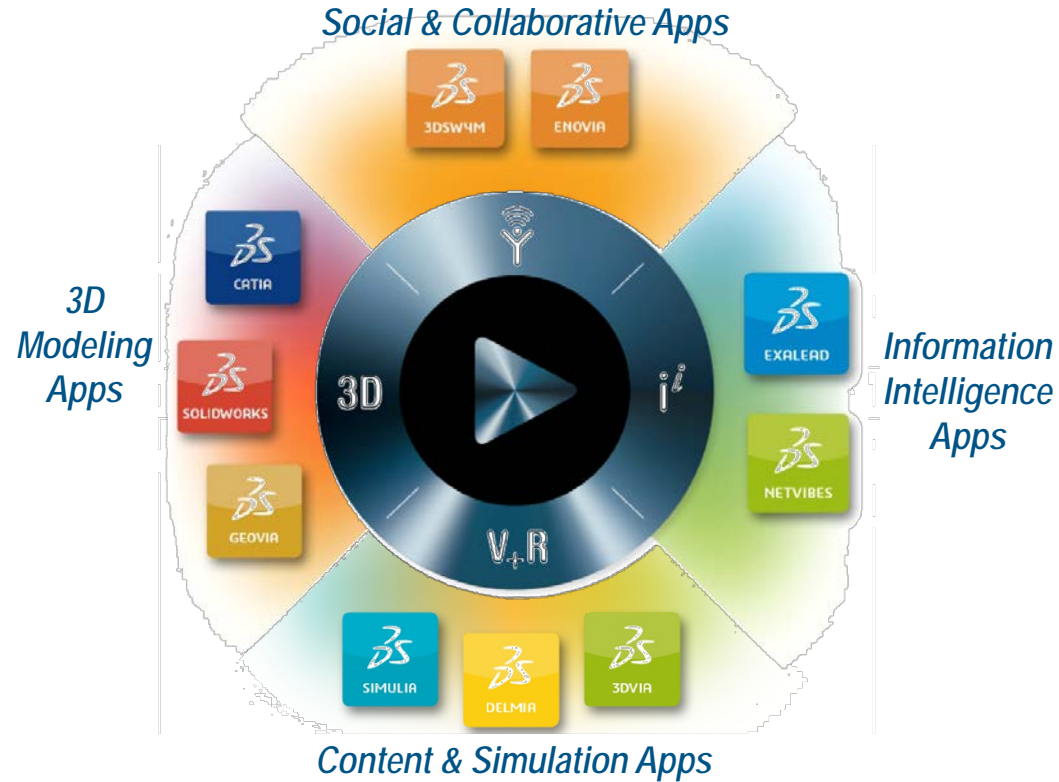 Social & Collaborative Apps
3DSWYM
ENOVIA
CATIA
3D
Modeling
Apps
SOLIDWORKS
GEOVIA
3D
i i
V+R
EXALEAD
NETVIBES
Information
Intelligence
Apps
SIMULIA
DELMIA
3DVIA
Content & Simulation Apps